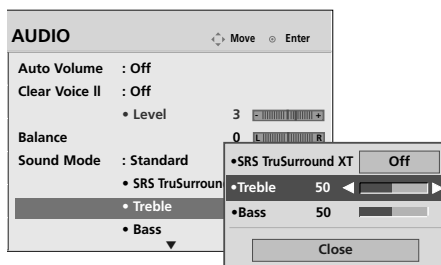 AUDIO
Move Enter
Auto Volume : Off
Clear Voice ll : Off
• Level 3 - +
Balance 0 L R
Sound Mode : Standard
• SRS TruSurroun
• Treble
• Bass
•SRS TruSurround XT Off
•Treble 50
•Bass 50
Close